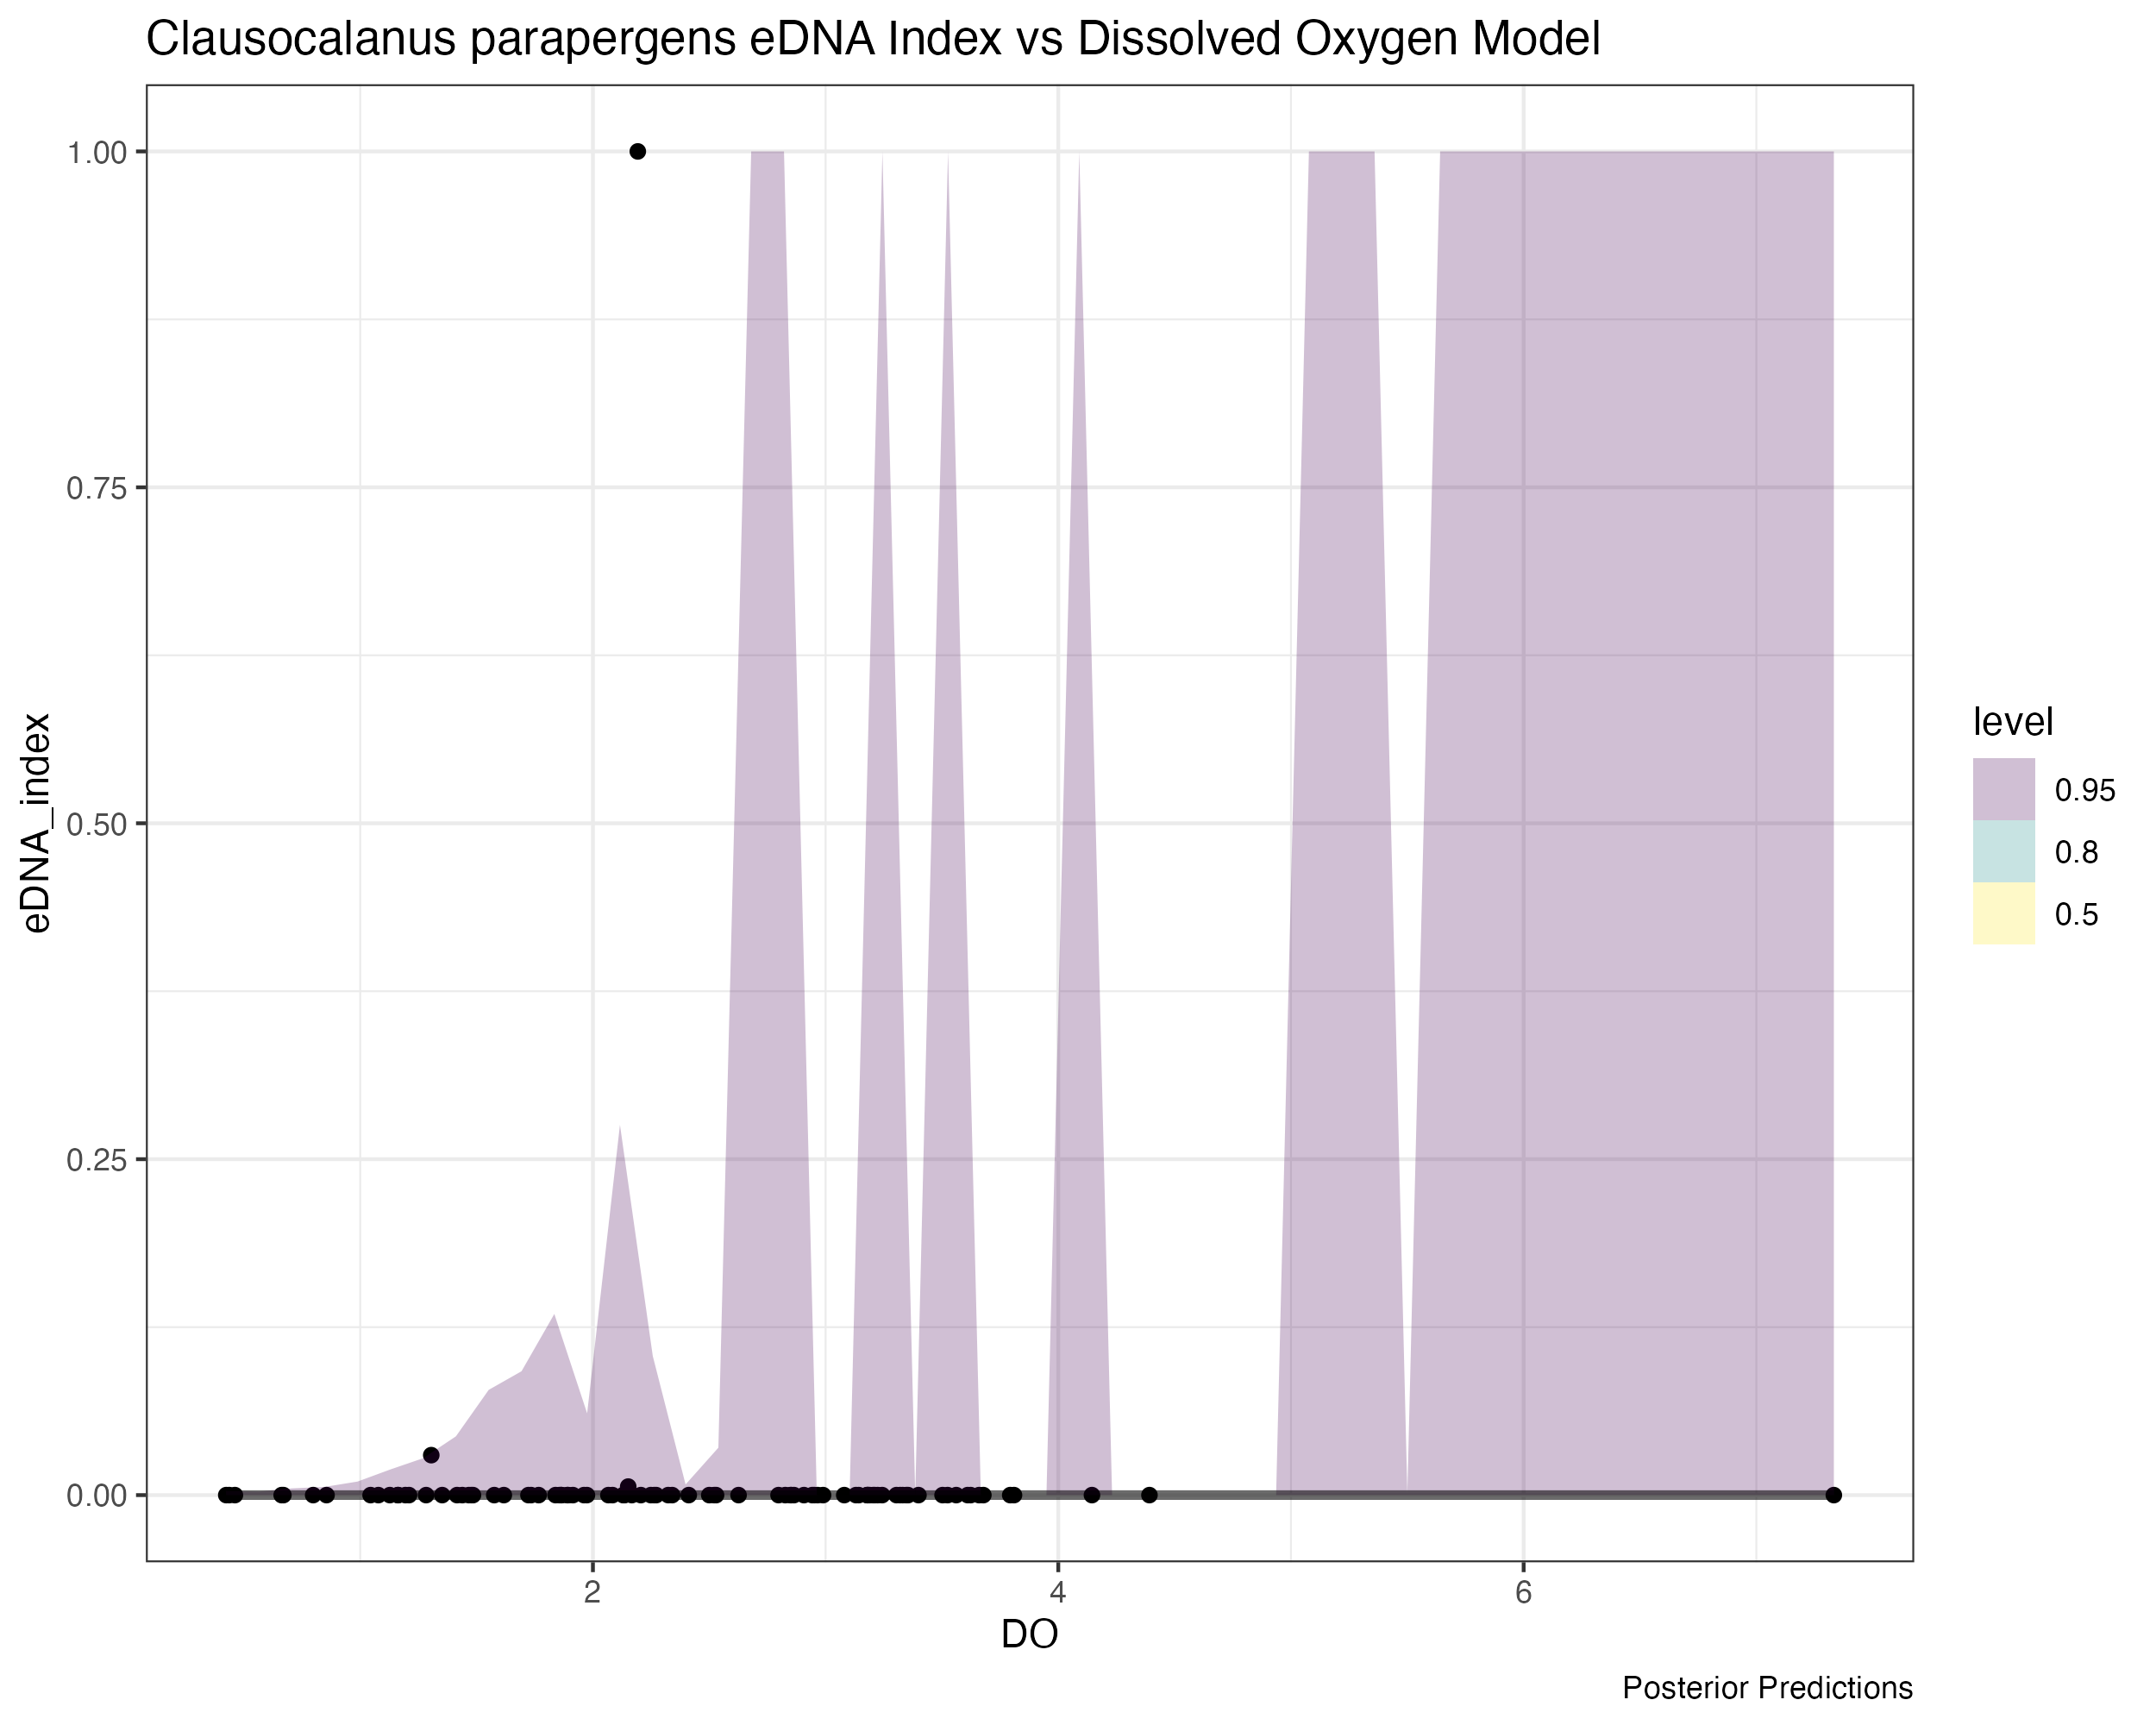 Clausocalanus parapergens eDNA Index vs Dissolved Oxygen Model
1.00
0.75
0.50
0.25
0.00
eDNA_index
2
4
6
DO
level
0.95
0.8
0.5
Posterior Predictions